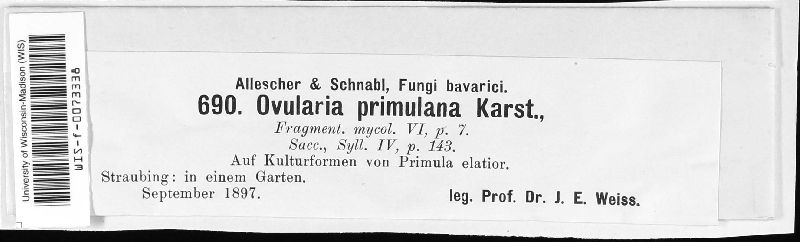 University of Wisconsin-Madison (WIS)
WIS-f-0073338
Allescher & Schnabl, Fungi bavarici.
690. Ovularia primulana Karst.,
Fragment. mycol. VI, p. 7.
Sacc., Syll. IV, p. 143.
Auf Kulturformen von Primula elatior.
Straubing: in einem Garten.
September 1897.
leg. Prof. Dr. J. E. Weiss.